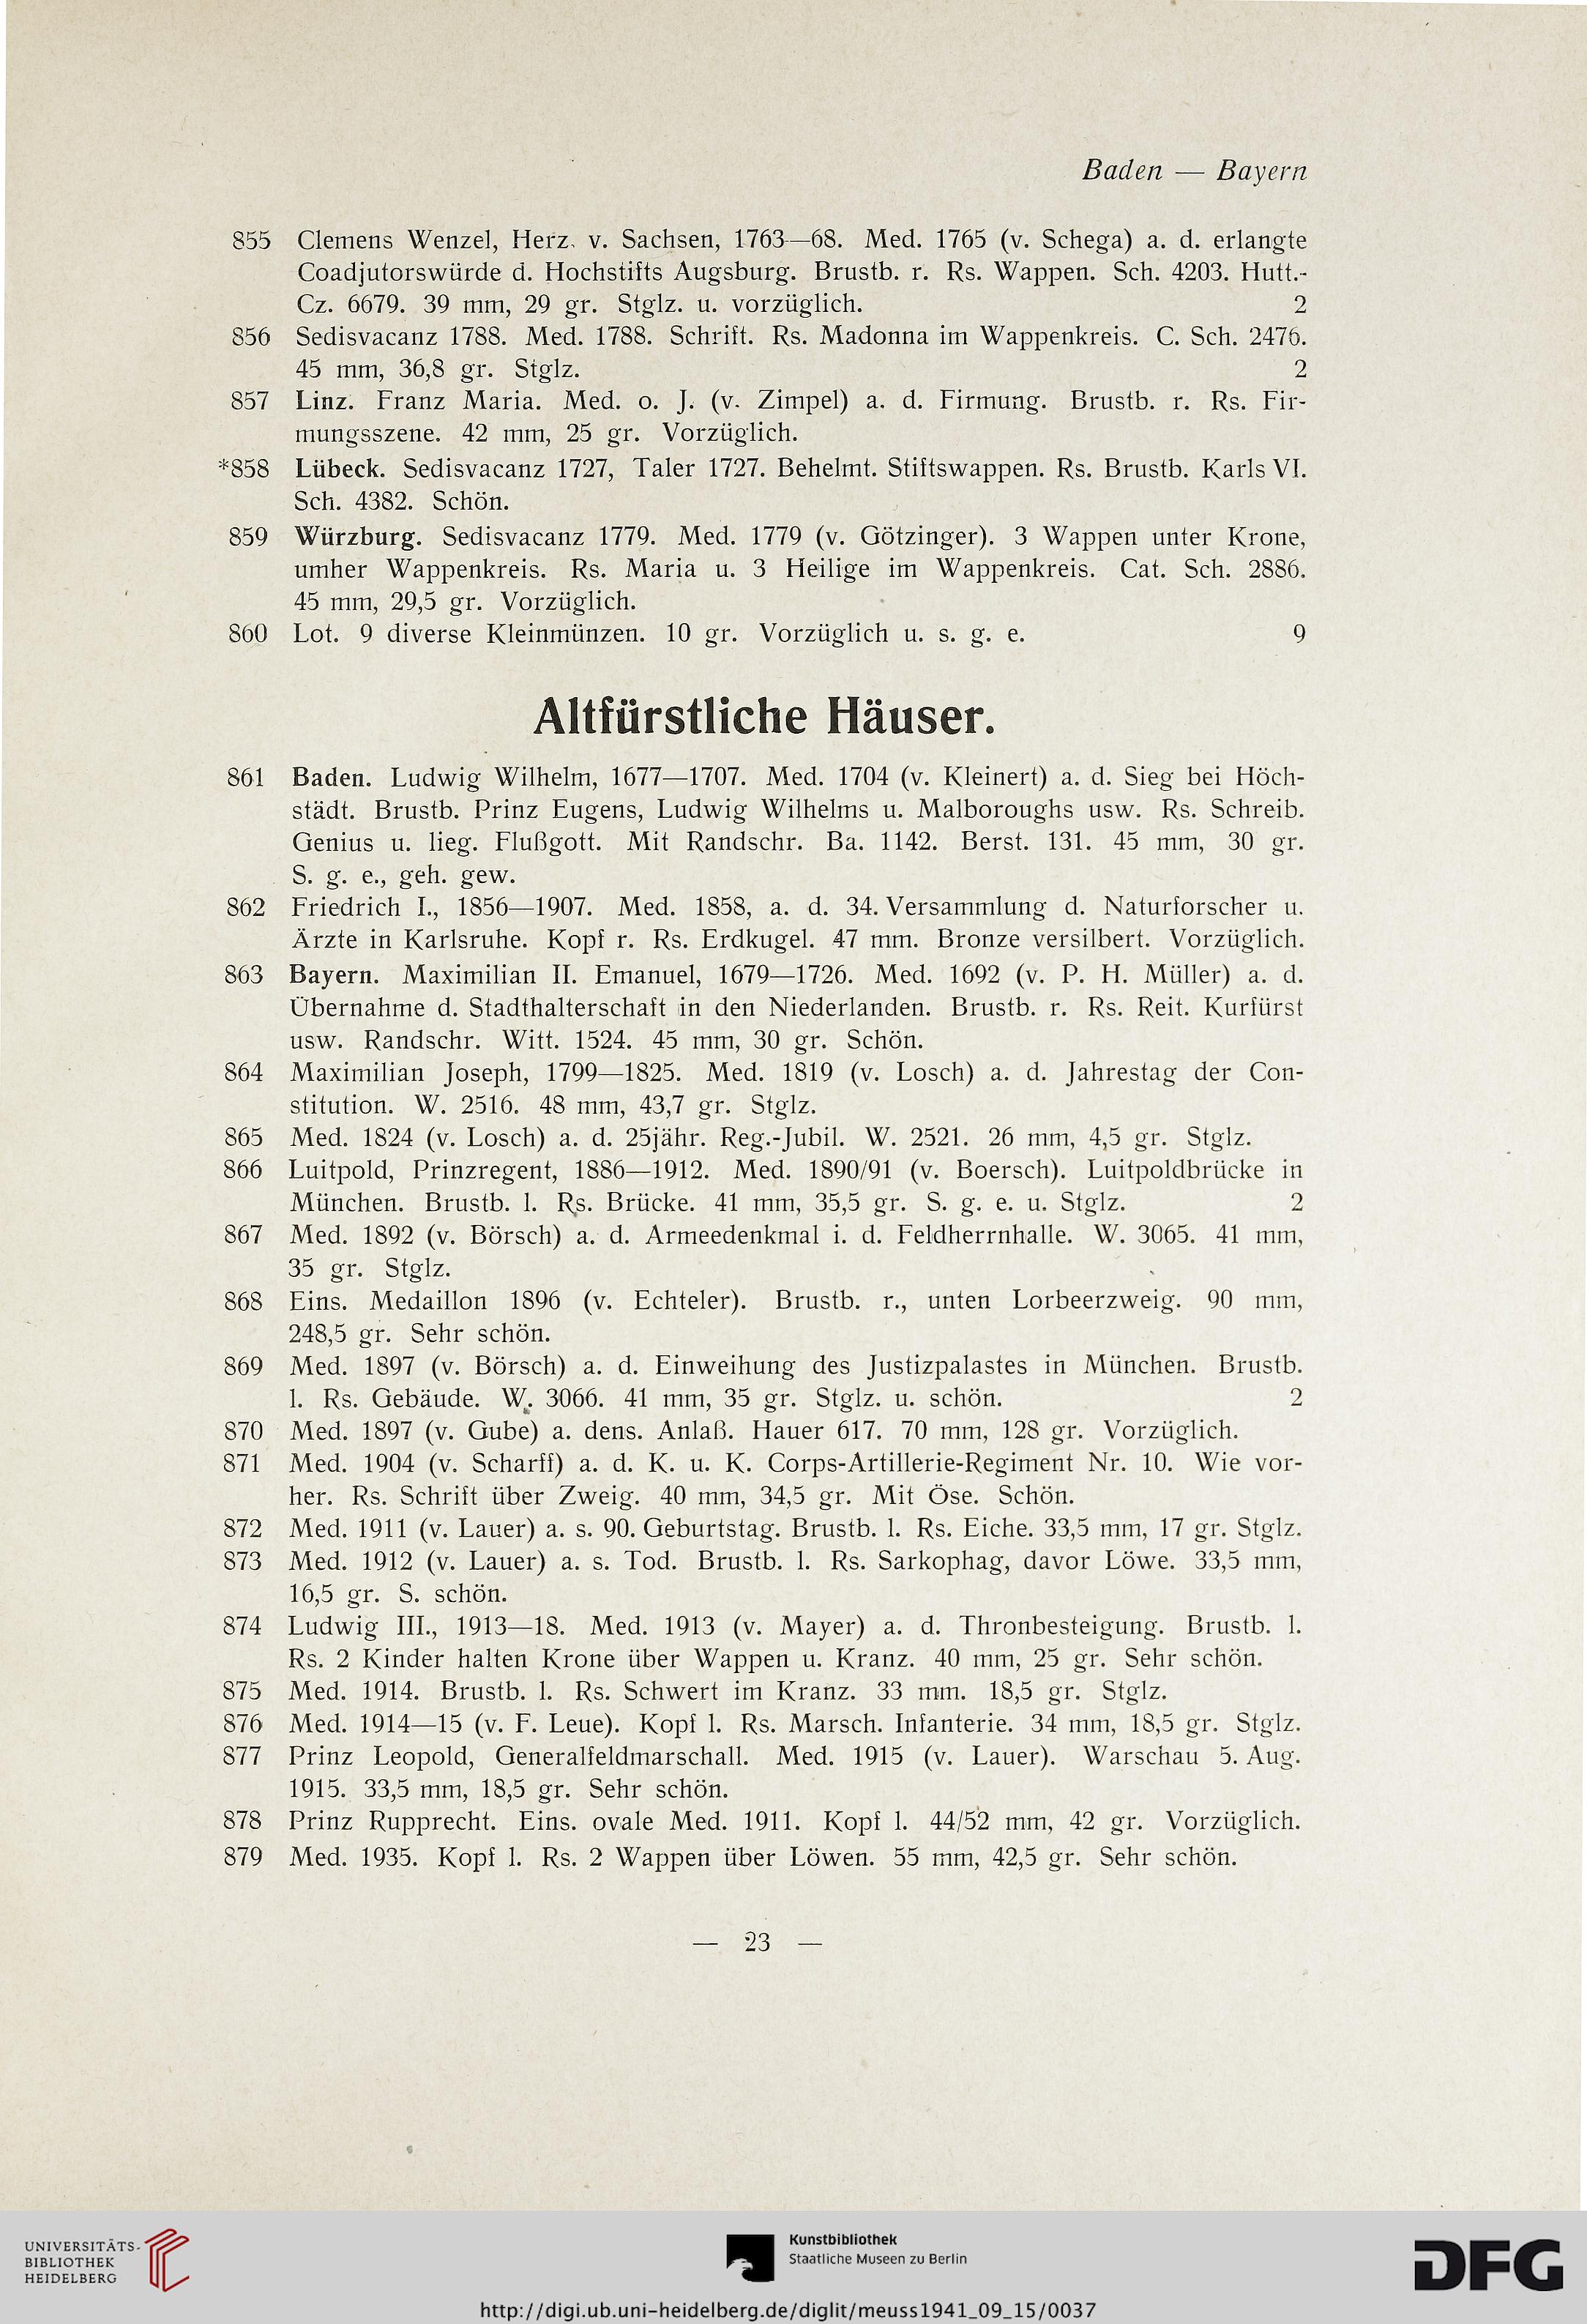 Baden — Bayern
855 Clemens Wenzel, Herz. v. Sachsen, 1763—68. Med. 1765 (v. Schega) a. d. erlangte
Coadjutorswürde d. Hochstifts Augsburg. Brustb. r. Rs. Wappen. Sch. 4203. Hutt.-
Cz. 6679. 39 mm, 29 gr. Stglz. u. vorzüglich. 2
856 Sedisvacanz 1788. Med. 1788. Schrift. Rs. Madonna im Wappenkreis. C. Sch. 2476.
45 mm, 36,8 gr. Stglz. 2
857 Linz. Franz Maria. Med. o. J. (v. Zimpel) a. d. Firmung. Brustb. r. Rs. Fir-
mungsszene. 42 mm, 25 gr. Vorzüglich.
*858 Lübeck. Sedisvacanz 1727, Taler 1727. Behelmt. Stiftswappen. Rs. Brustb. Karls VI.
Sch. 4382. Schön.
859 Würzburg. Sedisvacanz 1779. Med. 1779 (v. Götzinger). 3 Wappen unter Krone,
umher Wappenkreis. Rs. Maria u. 3 Heilige im Wappenkreis. Cat. Sch. 2886.
45 mm, 29,5 gr. Vorzüglich.
860 Lot. 9 diverse Kleinmünzen. 10 gr. Vorzüglich u. s. g. e. 9
Altfürstliche Häuser.
861 Baden. Ludwig Wilhelm, 1677—1707. Med. 1704 (v. Kleinert) a. d. Sieg bei Höch-
städt. Brustb. Prinz Eugens, Ludwig Wilhelms u. Malboroughs usw. Rs. Schreib.
Genius u. lieg. Flußgott. Mit Randschr. Ba. 1142. Berst. 131. 45 mm, 30 gr.
S. g. e., geh. gew.
862 Friedrich I., 1856—1907. Med. 1858, a. d. 34. Versammlung d. Naturforscher u.
Ärzte in Karlsruhe. Kopf r. Rs. Erdkugel. 47 mm. Bronze versilbert. Vorzüglich.
863 Bayern. Maximilian II. Emanuel, 1679—1726. Med. 1692 (v. P. H. Müller) a. d.
Übernahme d. Stadthalterschaft in den Niederlanden. Brustb. r. Rs. Reit. Kurfürst
usw. Randschr. Witt. 1524. 45 mm, 30 gr. Schön.
864 Maximilian Joseph, 1799—1825. Med. 1819 (v. Losch) a. d. Jahrestag der Con-
stitution. W. 2516. 48 mm, 43,7 gr. Stglz.
865 Med. 1824 (v. Losch) a. d. 25jähr. Reg.-Jubil. W. 2521. 26 mm, 4,5 gr. Stglz.
866 Luitpold, Prinzregent, 1886—1912. Med. 1890/91 (v. Boersch). Luitpoldbrücke in
München. Brustb. l. Rs. Brücke. 41 mm, 35,5 gr. S. g. e. u. Stglz. 2
867 Med. 1892 (v. Börsch) a. d. Armeedenkmal i. d. Feldherrnhalle. W. 3065. 41 mm,
35 gr. Stglz.
868 Eins. Medaillon 1896 (v. Echteler). Brustb. r., unten Lorbeerzweig. 90 mm,
248,5 gr. Sehr schön.
869 Med. 1897 (v. Börsch) a. d. Einweihung des Justizpalastes in München. Brustb.
l. Rs. Gebäude. W. 3066. 41 mm, 35 gr. Stglz. u. schön. 2
870 Med. 1897 (v. Gube) a. dens. Anlaß. Hauer 617. 70 mm, 128 gr. Vorzüglich.
871 Med. 1904 (v. Scharff) a. d. K. u. K. Corps-Artillerie-Regiment Nr. 10. Wie vor-
her. Rs. Schrift über Zweig. 40 mm, 34,5 gr. Mit Öse. Schön.
872 Med. 1911 (v. Lauer) a. s. 90. Geburtstag. Brustb. l. Rs. Eiche. 33,5 mm, 17 gr. Stglz.
873 Med. 1912 (v. Lauer) a. s. Tod. Brustb. l. Rs. Sarkophag, davor Löwe. 33,5 mm,
16,5 gr. S. schön.
874 Ludwig III., 1913—18. Med. 1913 (v. Mayer) a. d. Thronbesteigung. Brustb. l.
Rs. 2 Kinder halten Krone über Wappen u. Kranz. 40 mm, 25 gr. Sehr schön.
875 Med. 1914. Brustb. l. Rs. Schwert im Kranz. 33 mm. 18,5 gr. Stglz.
876 Med. 1914—15 (v. F. Leue). Kopf l. Rs. Marsch. Infanterie. 34 mm, 18,5 gr. Stglz.
877 Prinz Leopold, Generalfeldmarschall. Med. 1915 (v. Lauer). Warschau 5. Aug.
1915. 33,5 mm, 18,5 gr. Sehr schön.
878 Prinz Rupprecht. Eins. ovale Med. 1911. Kopf l. 44/52 mm, 42 gr. Vorzüglich.
879 Med. 1935. Kopf l. Rs. 2 Wappen über Löwen. 55 mm, 42,5 gr. Sehr schön.
— 23 —
UNIVERSITÄTS-
BIBLIOTHEK
HEIDELBERG
Kunstbibliothek
Staatliche Museen zu Berlin
DFG
http://digi.ub.uni-heidelberg.de/diglit/meuss1941_09_15/0037